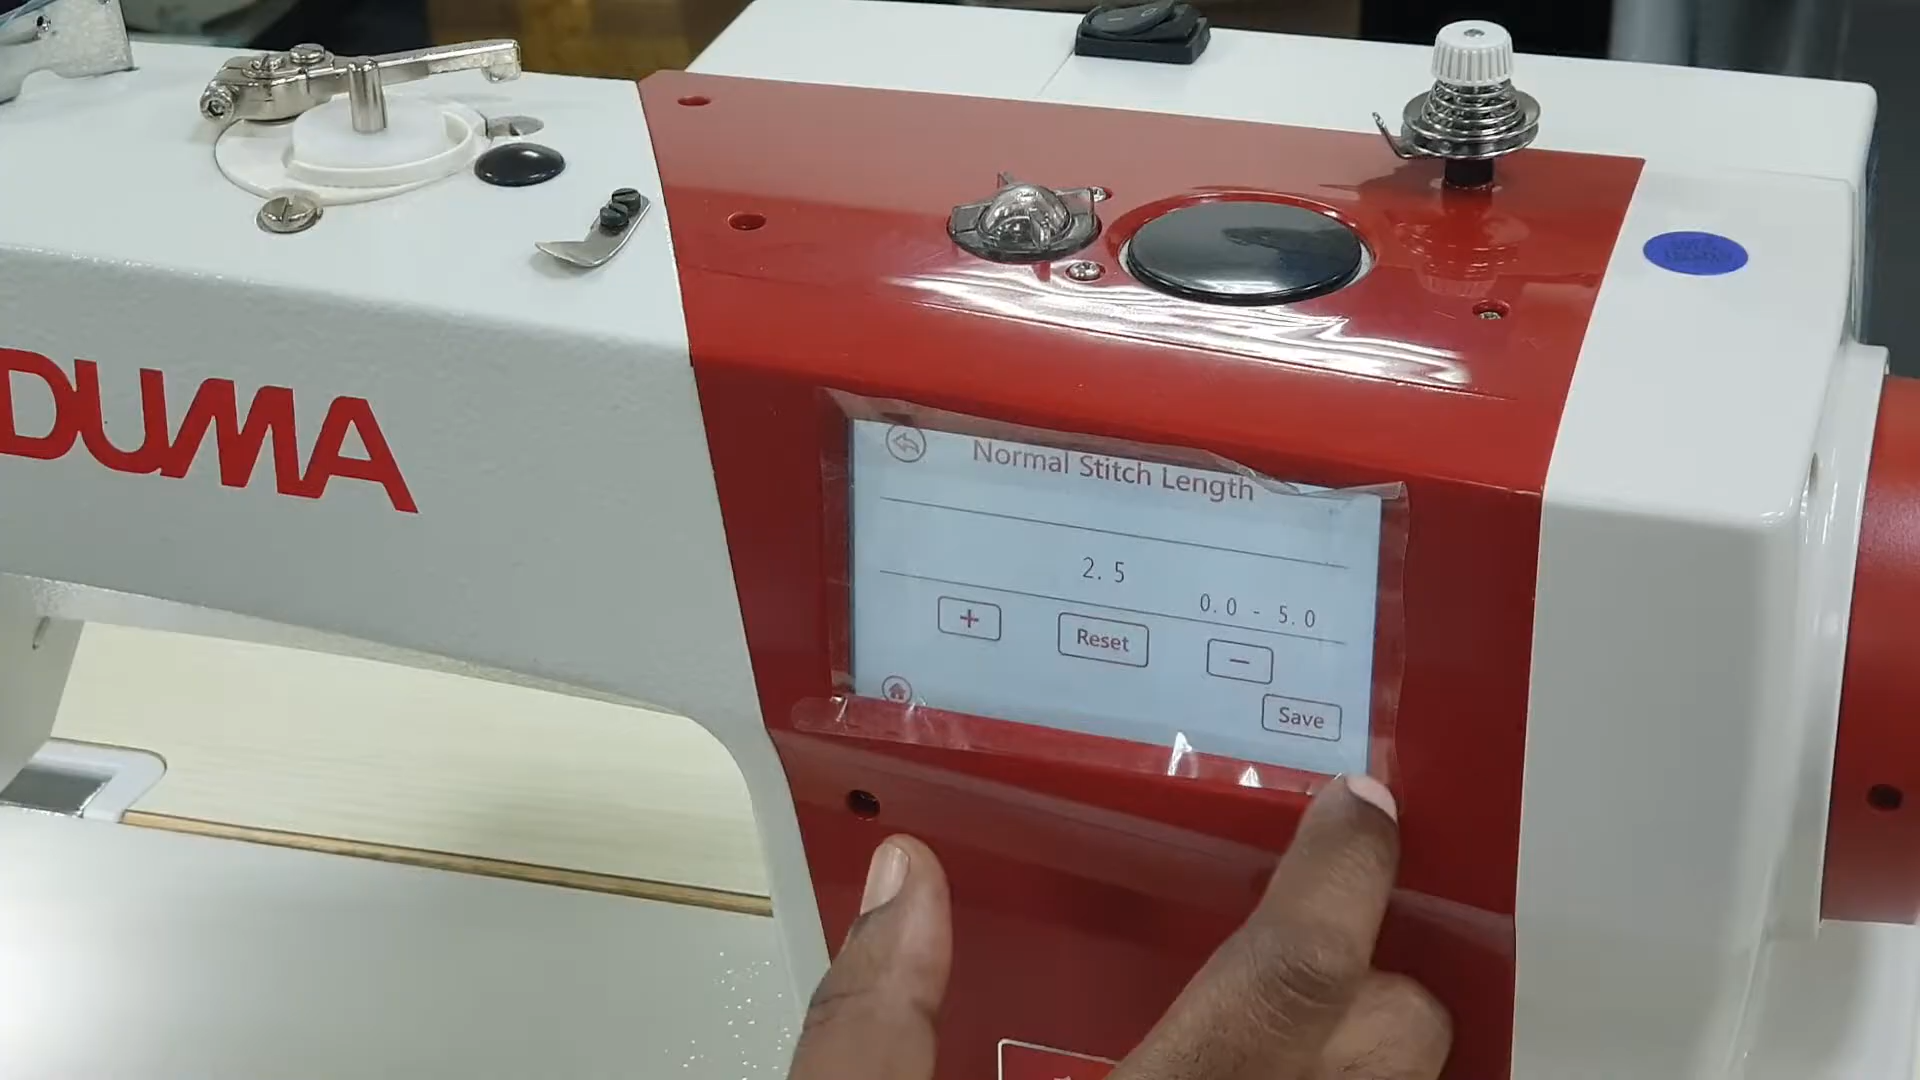 DUMA
Normal Stitch Length
2.5
0.0 - 5.0
+ Reset -
Save